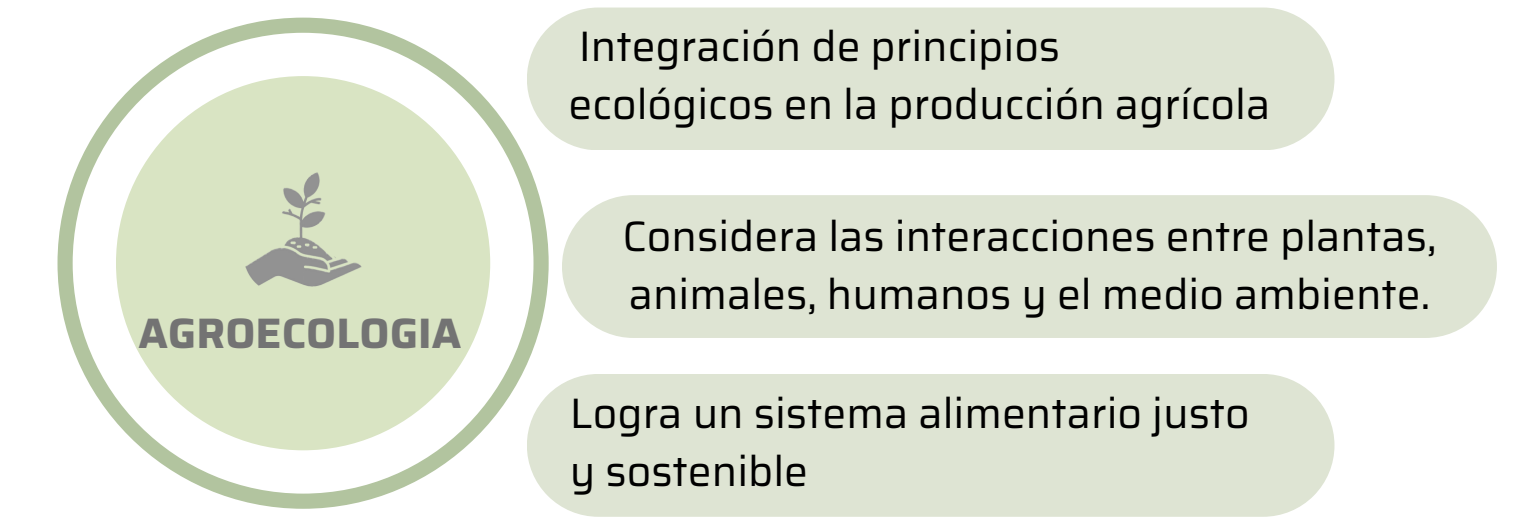 AGROECOLOGIA
Integración de principios
ecológicos en la producción agrícola
Considera las interacciones entre plantas,
animales, humanos y el medio ambiente.
Logra un sistema alimentario justo
y sostenible